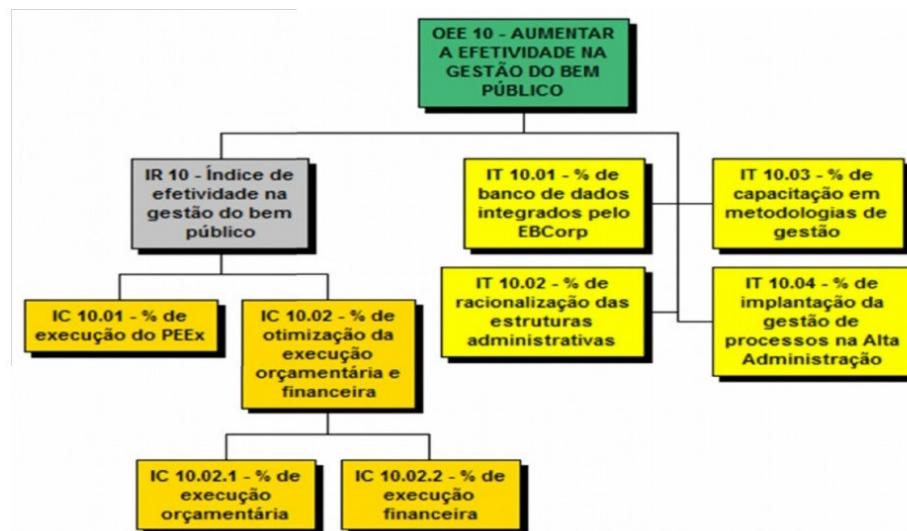 OEE 10 - AUMENTAR
A EFETIVIDADE NA
GESTÃO DO BEM
PÚBLICO
IR 10 - Índice de
efetividade na
gestão do bem
público
IT 10.01 - % de
banco de dados
integrados pelo
EBCorp
IT 10.03 - % de
capacitação em
metodologias de
gestão
IC 10.01 - % de
execução do PEEx
IC 10.02 - % de
otimização da
execução
orçamentária e
financeira
IT 10.02 - % de
racionalização das
estruturas
administrativas
IT 10.04 - % de
implantação da
gestão de
processos na Alta
Administração
IC 10.02.1 - % de
execução
orçamentária
IC 10.02.2 - % de
execução
financeira